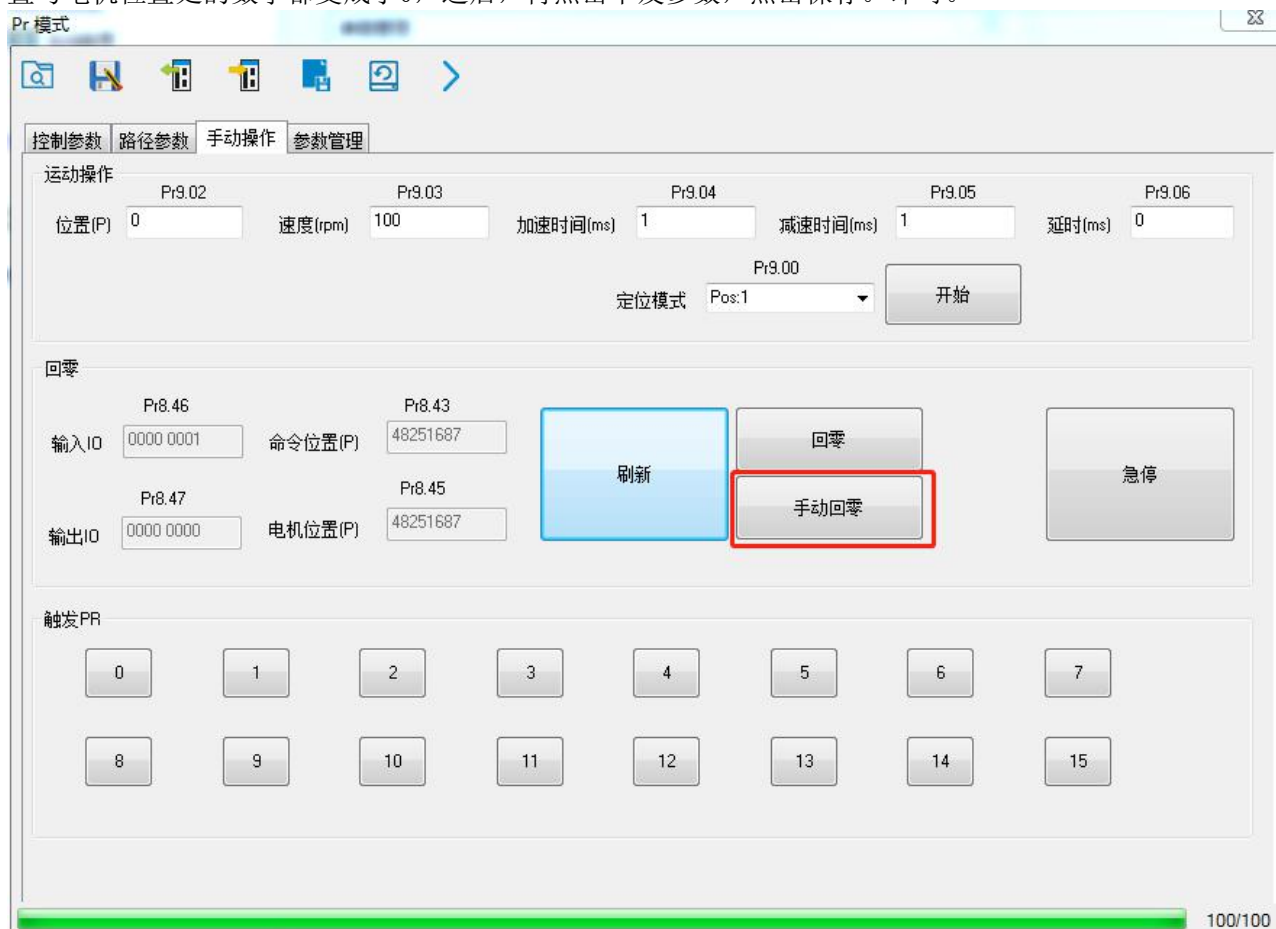 Pr 模式
控制参数 路径参数 手动操作 参数管理
运动操作
Pr9.02 Pr9.03 Pr9.04 Pr9.05 Pr9.06
位置(P) 0 速度(rpm) 100 加速时间(ms) 1 减速时间(ms) 1 延时(ms) 0
Pr9.00
定位模式 Pos:1 开始
回零
Pr8.46 Pr8.43
输入IO 0000 0001 命令位置(P) 48251687 回零
刷新 急停
Pr8.47 Pr8.45 手动回零
输出IO 0000 0000 电机位置(P) 48251687
触发PR
0 1 2 3 4 5 6 7
8 9 10 11 12 13 14 15
100/100